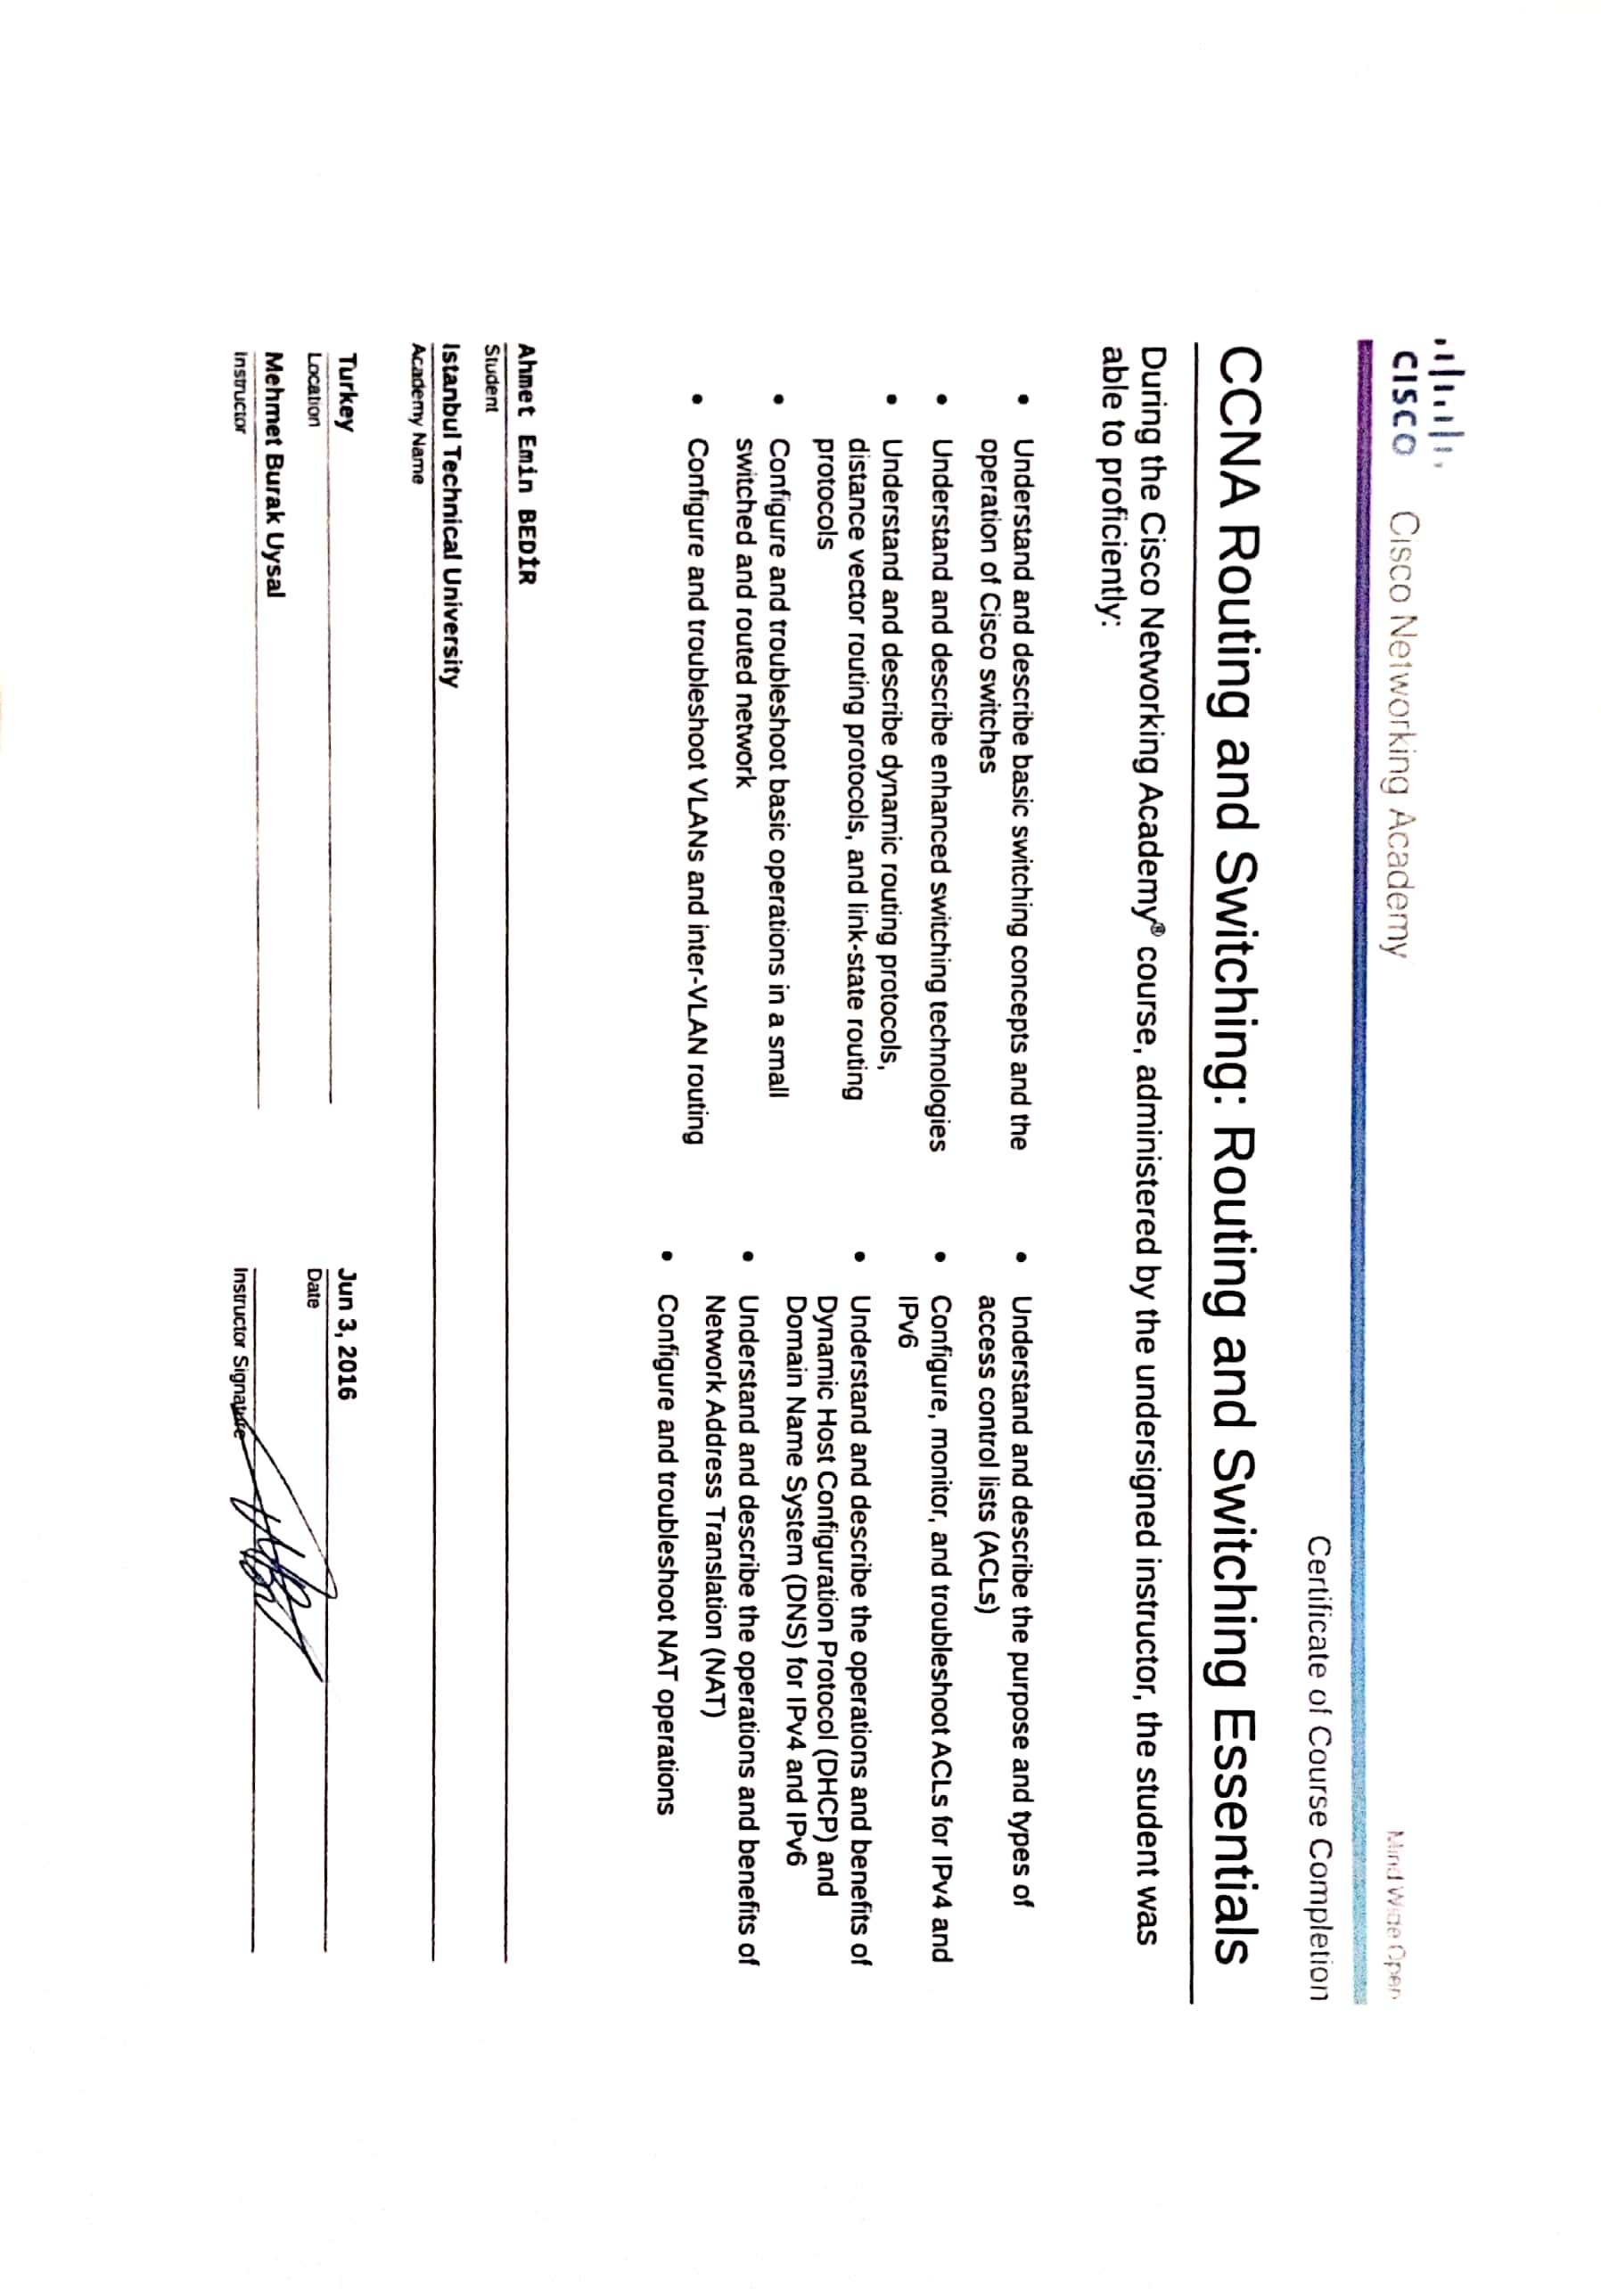 CISCO
Cisco Networking Academy
Mind Wide Open
Certificate of Course Completion
CCNA Routing and Switching: Routing and Switching Essentials
During the Cisco Networking Academy® course, administered by the undersigned instructor, the student was
able to proficiently:
• Understand and describe basic switching concepts and the
operation of Cisco switches
• Understand and describe enhanced switching technologies
• Understand and describe dynamic routing protocols,
distance vector routing protocols, and link-state routing
protocols
• Configure and troubleshoot basic operations in a small
switched and routed network
• Configure and troubleshoot VLANs and inter-VLAN routing
• Understand and describe the purpose and types of
access control lists (ACLs)
• Configure, monitor, and troubleshoot ACLs for IPv4 and
IPv6
• Understand and describe the operations and benefits of
Dynamic Host Configuration Protocol (DHCP) and
Domain Name System (DNS) for IPv4 and IPv6
• Understand and describe the operations and benefits of
Network Address Translation (NAT)
• Configure and troubleshoot NAT operations
Ahmet Emin BEDİR
Student
Istanbul Technical University
Academy Name
Turkey
Location
Jun 3, 2016
Date
Mehmet Burak Uysal
Instructor
Instructor Signature